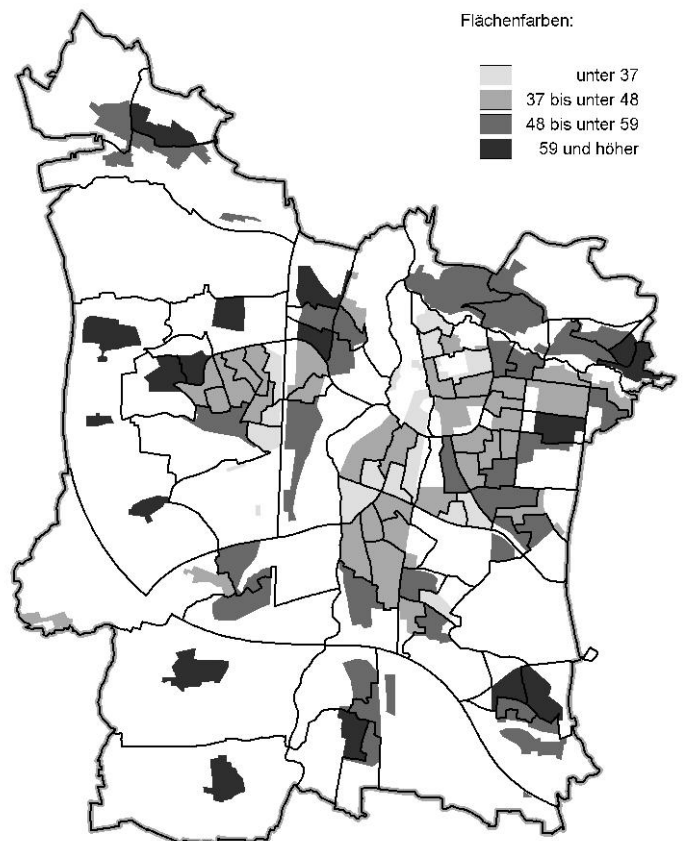 Flächenfarben:
unter 37
37 bis unter 48
48 bis unter 59
59 und höher